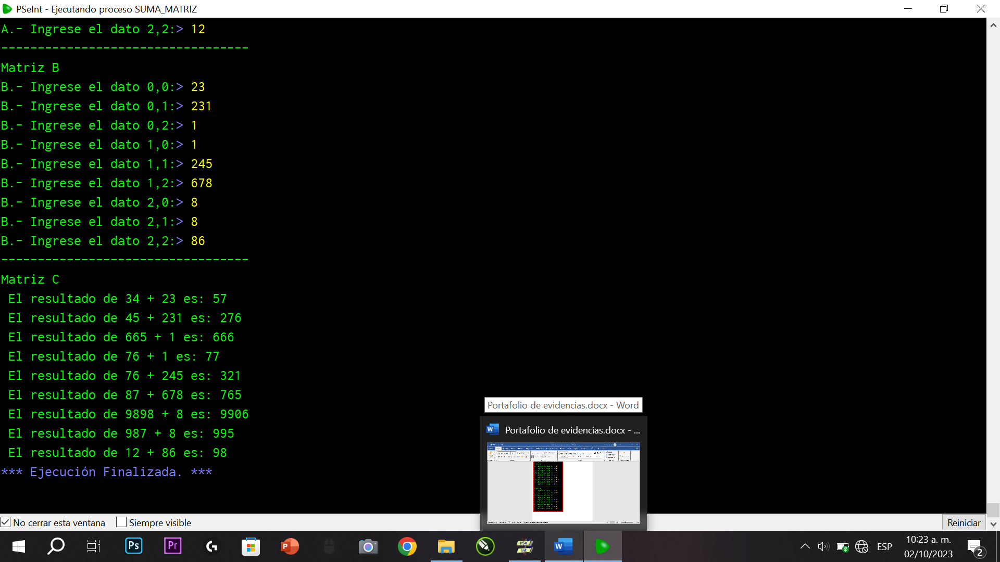 PSeInt - Ejecutando proceso SUMA_MATRIZ
A.- Ingrese el dato 2,2:> 12
----------------------------------
Matriz B
B.- Ingrese el dato 0,0:> 23
B.- Ingrese el dato 0,1:> 231
B.- Ingrese el dato 0,2:> 1
B.- Ingrese el dato 1,0:> 1
B.- Ingrese el dato 1,1:> 245
B.- Ingrese el dato 1,2:> 678
B.- Ingrese el dato 2,0:> 8
B.- Ingrese el dato 2,1:> 8
B.- Ingrese el dato 2,2:> 86
----------------------------------
Matriz C
El resultado de 34 + 23 es: 57
El resultado de 45 + 231 es: 276
El resultado de 665 + 1 es: 666
El resultado de 76 + 1 es: 77
El resultado de 76 + 245 es: 321
El resultado de 87 + 678 es: 765
El resultado de 9898 + 8 es: 9906
El resultado de 987 + 8 es: 995
El resultado de 12 + 86 es: 98
*** Ejecución Finalizada. ***
Portafolio de evidencias.docx - Word
Portafolio de evidencias.docx - ...
No cerrar esta ventana
Siempre visible
Reiniciar
Ps
Pr
G
P
PSe
Int
W
ESP
10:23 a. m.
02/10/2023
2